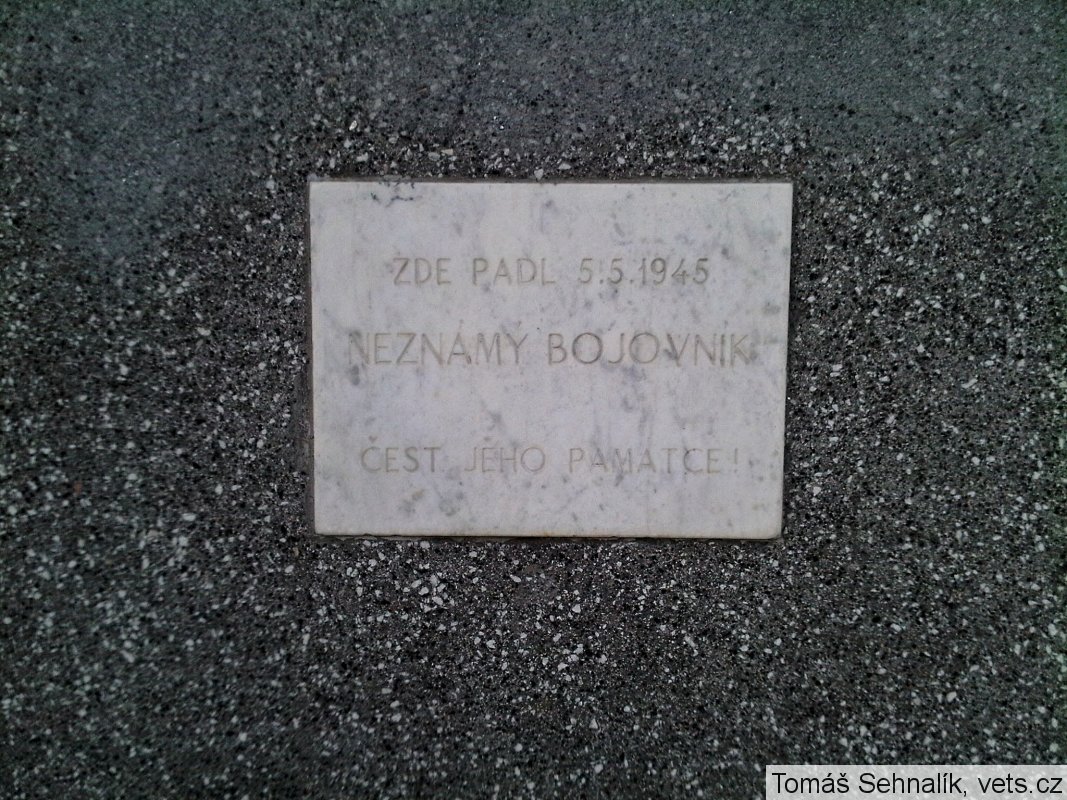 ZDE PADL 5.5.1945
NEZNÁMÝ BOJOVNÍK
ČEST JEHO PAMÁTCE!
Tomáš Sehnalík, vets.cz